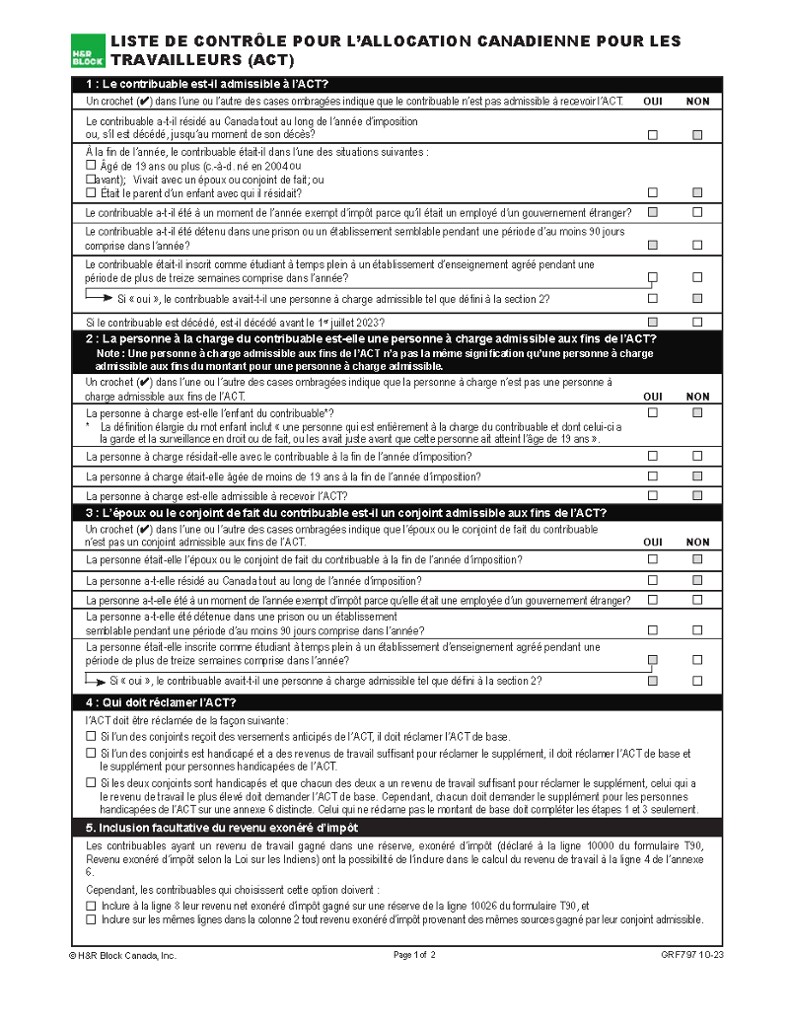 H&R BLOCK
LISTE DE CONTRÔLE POUR L'ALLOCATION CANADIENNE POUR LES
TRAVAILLEURS (ACT)
1 : Le contribuable est-il admissible à l'ACT?
Un crochet (✔) dans l'une ou l'autre des cases ombragées indique que le contribuable n'est pas admissible à recevoir l'ACT. OUI NON
Le contribuable a-t-il résidé au Canada tout au long de l'année d'imposition
ou, s'il est décédé, jusqu'au moment de son décès? ☐ ☐
À la fin de l'année, le contribuable était-il dans l'une des situations suivantes :
☐ Âgé de 19 ans ou plus (c.-à-d. né en 2004 ou
☐avant); Vivait avec un époux ou conjoint de fait; ou
☐ Était le parent d'un enfant avec qui il résidait? ☐ ☐
Le contribuable a-t-il été à un moment de l'année exempt d'impôt parce qu'il était un employé d'un gouvernement étranger? ☐ ☐
Le contribuable a-t-il été détenu dans une prison ou un établissement semblable pendant une période d'au moins 90 jours
comprise dans l'année? ☐ ☐
Le contribuable était-il inscrit comme étudiant à temps plein à un établissement d'enseignement agréé pendant une
période de plus de treize semaines comprise dans l'année? ☐ ☐
Si « oui », le contribuable avait-t-il une personne à charge admissible tel que défini à la section 2? ☐ ☐
Si le contribuable est décédé, est-il décédé avant le 1er juillet 2023? ☐ ☐
2 : La personne à la charge du contribuable est-elle une personne à charge admissible aux fins de l'ACT?
Note : Une personne à charge admissible aux fins de l'ACT n'a pas la même signification qu'une personne à charge
admissible aux fins du montant pour une personne à charge admissible.
Un crochet (✔) dans l'une ou l'autre des cases ombragées indique que la personne à charge n'est pas une personne à
charge admissible aux fins de l'ACT. OUI NON
La personne à charge est-elle l'enfant du contribuable*? ☐ ☐
* La définition élargie du mot enfant inclut « une personne qui est entièrement à la charge du contribuable et dont celui-ci a
la garde et la surveillance en droit ou de fait, ou les avait juste avant que cette personne ait atteint l'âge de 19 ans ».
La personne à charge résidait-elle avec le contribuable à la fin de l'année d'imposition? ☐ ☐
La personne à charge était-elle âgée de moins de 19 ans à la fin de l'année d'imposition? ☐ ☐
La personne à charge est-elle admissible à recevoir l'ACT? ☐ ☐
3 : L'époux ou le conjoint de fait du contribuable est-il un conjoint admissible aux fins de l'ACT?
Un crochet (✔) dans l'une ou l'autre des cases ombragées indique que l'époux ou le conjoint de fait du contribuable
n'est pas un conjoint admissible aux fins de l'ACT. OUI NON
La personne était-elle l'époux ou le conjoint de fait du contribuable à la fin de l'année d'imposition? ☐ ☐
La personne a-t-elle résidé au Canada tout au long de l'année d'imposition? ☐ ☐
La personne a-t-elle été à un moment de l'année exempt d'impôt parce qu'elle était une employée d'un gouvernement étranger? ☐ ☐
La personne a-t-elle été détenue dans une prison ou un établissement
semblable pendant une période d'au moins 90 jours comprise dans l'année? ☐ ☐
La personne était-elle inscrite comme étudiant à temps plein à un établissement d'enseignement agréé pendant une
période de plus de treize semaines comprise dans l'année? ☐ ☐
Si « oui », le contribuable avait-t-il une personne à charge admissible tel que défini à la section 2? ☐ ☐
4 : Qui doit réclamer l'ACT?
l'ACT doit être réclamée de la façon suivante :
☐ Si l'un des conjoints reçoit des versements anticipés de l'ACT, il doit réclamer l'ACT de base.
☐ Si l'un des conjoints est handicapé et a des revenus de travail suffisant pour réclamer le supplément, il doit réclamer l'ACT de base et
le supplément pour personnes handicapées de l'ACT.
☐ Si les deux conjoints sont handicapés et que chacun des deux a un revenu de travail suffisant pour réclamer le supplément, celui qui a
le revenu de travail le plus élevé doit demander l'ACT de base. Cependant, chacun doit demander le supplément pour les personnes
handicapées de l'ACT sur une annexe 6 distincte. Celui qui ne réclame pas le montant de base doit compléter les étapes 1 et 3 seulement.
5. Inclusion facultative du revenu exonéré d'impôt
Les contribuables ayant un revenu de travail gagné dans une réserve, exonéré d'impôt (déclaré à la ligne 10000 du formulaire T90,
Revenu exonéré d'impôt selon la Loi sur les Indiens) ont la possibilité de l'inclure dans le calcul du revenu de travail à la ligne 4 de l'annexe
6.
Cependant, les contribuables qui choisissent cette option doivent :
☐ Inclure à la ligne 8 leur revenu net exonéré d'impôt gagné sur une réserve de la ligne 10026 du formulaire T90, et
☐ Inclure sur les mêmes lignes dans la colonne 2 tout revenu exonéré d'impôt provenant des mêmes sources gagné par leur conjoint admissible.
© H&R Block Canada, Inc. Page 1 of 2 GRF797 10-23